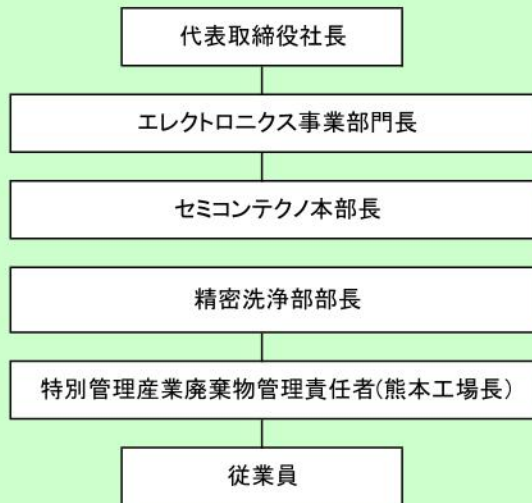 代表取締役社長
エレクトロニクス事業部門長
セミコンテクノ本部長
精密洗浄部部長
特別管理産業廃棄物管理責任者(熊本工場長)
従業員